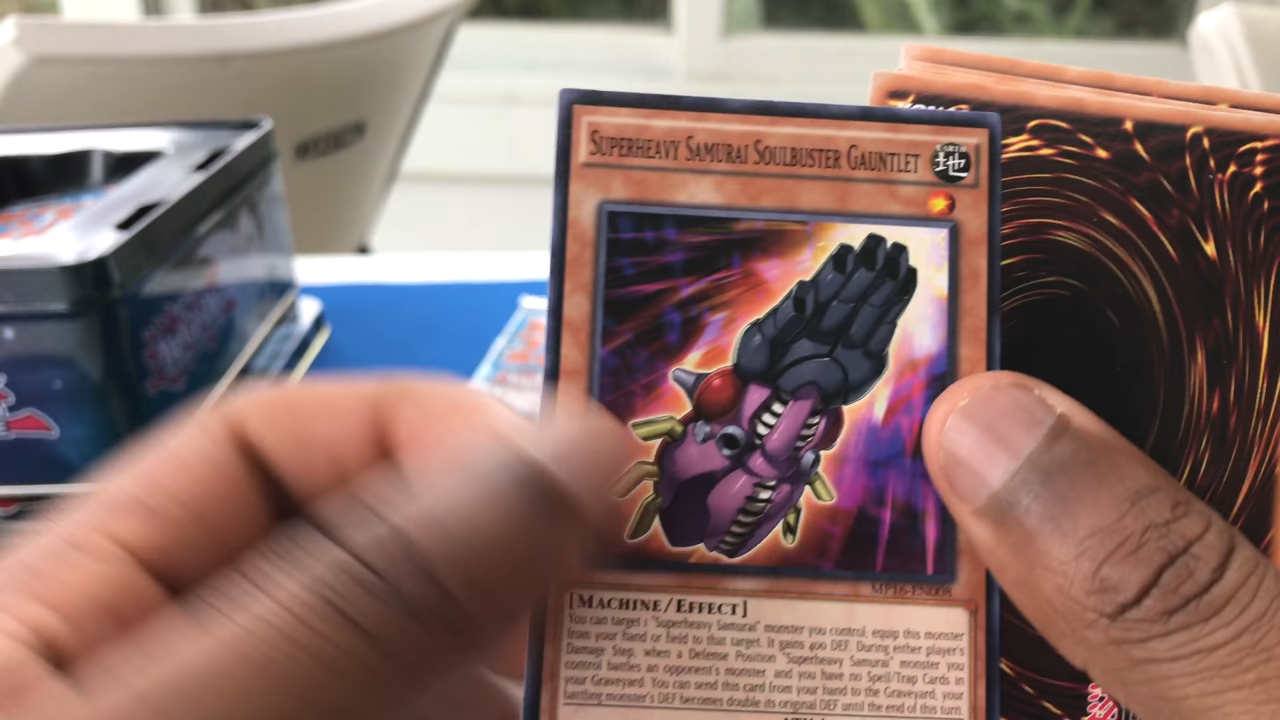 SUPERHEAVY SAMURAI SOULBUSTER GAUNTLET
EARTH
地
MP16-EN008
[MACHINE/EFFECT]
You can target 1 "Superheavy Samurai" monster you control, equip this monster
from your hand or field to that target. It gains 400 DEF. During either player's
Damage Step, when a Defense Position "Superheavy Samurai" monster you
control battles an opponent's monster, and you have no Spell/Trap Cards in
your Graveyard: You can send this card from your hand to the Graveyard; your
battling monster's DEF becomes double its original DEF until the end of this turn.